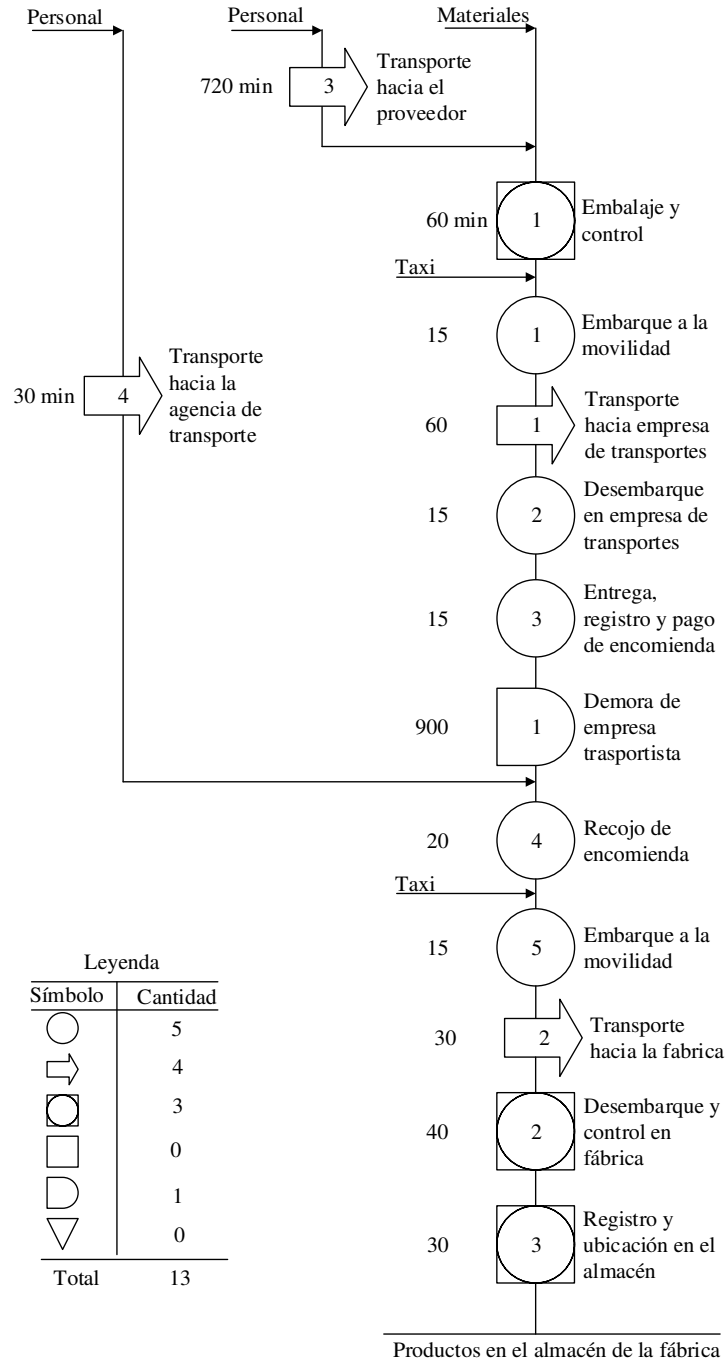 Personal
Personal
Materiales
720 min
3
Transporte
hacia el
proveedor
60 min
1
Embalaje y
control
Taxi
15
1
Embarque a la
movilidad
30 min
4
Transporte
hacia la
agencia de
transporte
60
1
Transporte
hacia empresa
de transportes
15
2
Desembarque
en empresa de
transportes
15
3
Entrega,
registro y pago
de encomienda
900
1
Demora de
empresa
trasportista
20
4
Recojo de
encomienda
Taxi
15
5
Embarque a la
movilidad
30
2
Transporte
hacia la fabrica
40
2
Desembarque y
control en
fábrica
30
3
Registro y
ubicación en el
almacén
Productos en el almacén de la fábrica
Leyenda
Símbolo Cantidad
5
4
3
0
1
0
Total 13